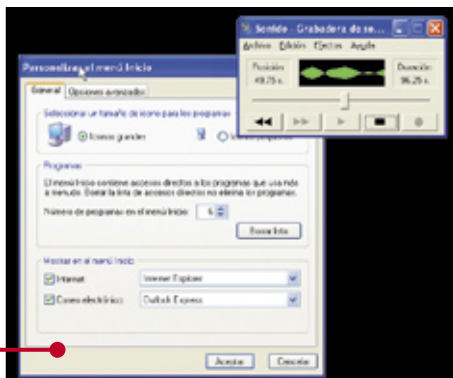 Sonido - Grabadora de so...
Archivo Edición Efectos Ayuda
Posición:
49.75 s.
Duración:
96.25 s.
Personalizar el menú Inicio
General Opciones avanzadas
Seleccionar un tamaño de icono para los programas
Iconos grandes
Iconos pequeños
Programas
El menú Inicio contiene accesos directos a los programas que usa más
a menudo. Borrar la lista de accesos directos no elimina los programas.
Número de programas en el menú Inicio: 6
Borrar lista
Mostrar en el menú Inicio
Internet: Internet Explorer
Correo electrónico: Outlook Express
Aceptar Cancelar